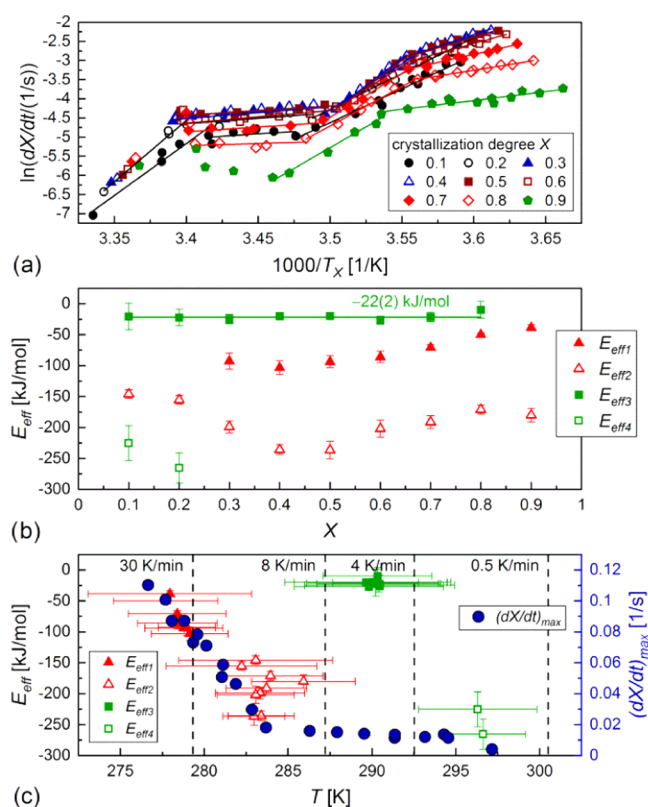 ln(dX/dt/(1/s))
-2
-2.5
-3
-3.5
-4
-4.5
-5
-5.5
-6
-6.5
-7
crystallization degree X
0.1 0.2 0.3
0.4 0.5 0.6
0.7 0.8 0.9
3.35 3.4 3.45 3.5 3.55 3.6 3.65
1000/T_X [1/K]
(a)
E_eff [kJ/mol]
0
-50
-100
-150
-200
-250
-300
−22(2) kJ/mol
E_eff1
E_eff2
E_eff3
E_eff4
0 0.1 0.2 0.3 0.4 0.5 0.6 0.7 0.8 0.9 1
X
(b)
30 K/min 8 K/min 4 K/min 0.5 K/min
E_eff [kJ/mol]
0
-50
-100
-150
-200
-250
-300
(dX/dt)_max
E_eff1
E_eff2
E_eff3
E_eff4
0.12
0.1
0.08
0.06
0.04
0.02
0
(dX/dt)_max [1/s]
275 280 285 290 295 300
T [K]
(c)